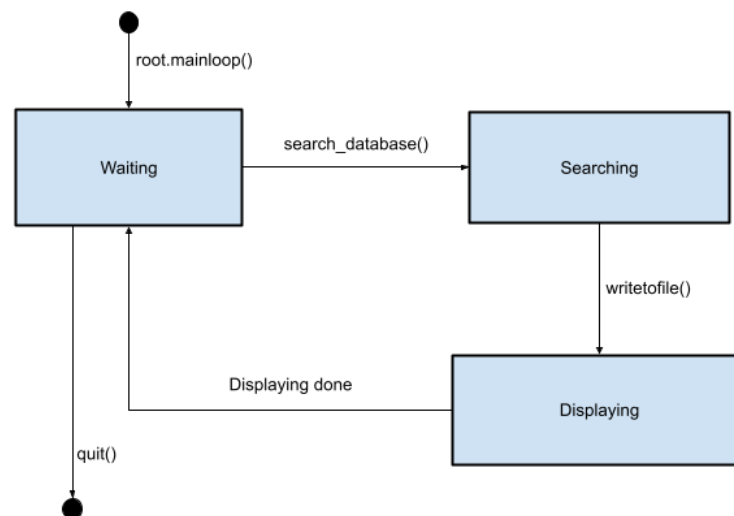 root.mainloop()
Waiting
search_database()
Searching
writetofile()
Displaying done
Displaying
quit()